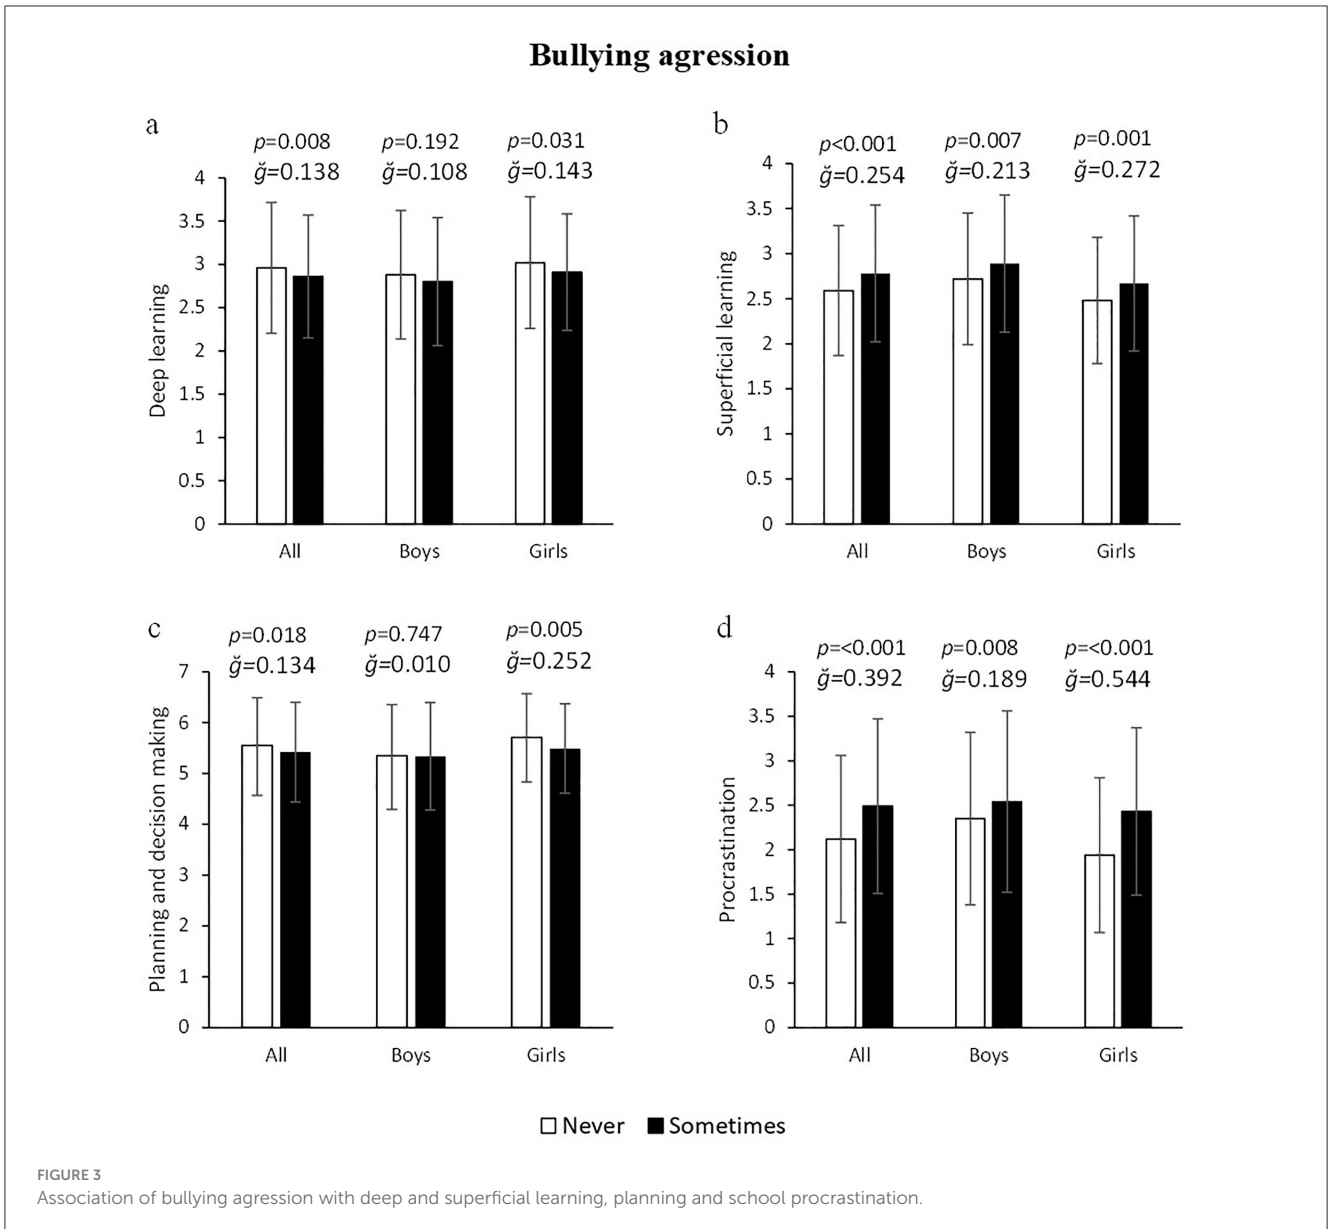 Bullying agression
a
p=0.008 p=0.192 p=0.031
ğ=0.138 ğ=0.108 ğ=0.143
4
3.5
3
2.5
2
1.5
1
0.5
0
Deep learning
All Boys Girls
b
p<0.001 p=0.007 p=0.001
ğ=0.254 ğ=0.213 ğ=0.272
4
3.5
3
2.5
2
1.5
1
0.5
0
Superficial learning
All Boys Girls
c
p=0.018 p=0.747 p=0.005
ğ=0.134 ğ=0.010 ğ=0.252
7
6
5
4
3
2
1
0
Planning and decision making
All Boys Girls
d
p=<0.001 p=0.008 p=<0.001
ğ=0.392 ğ=0.189 ğ=0.544
4
3.5
3
2.5
2
1.5
1
0.5
0
Procrastination
All Boys Girls
Never Sometimes
FIGURE 3
Association of bullying agression with deep and superficial learning, planning and school procrastination.